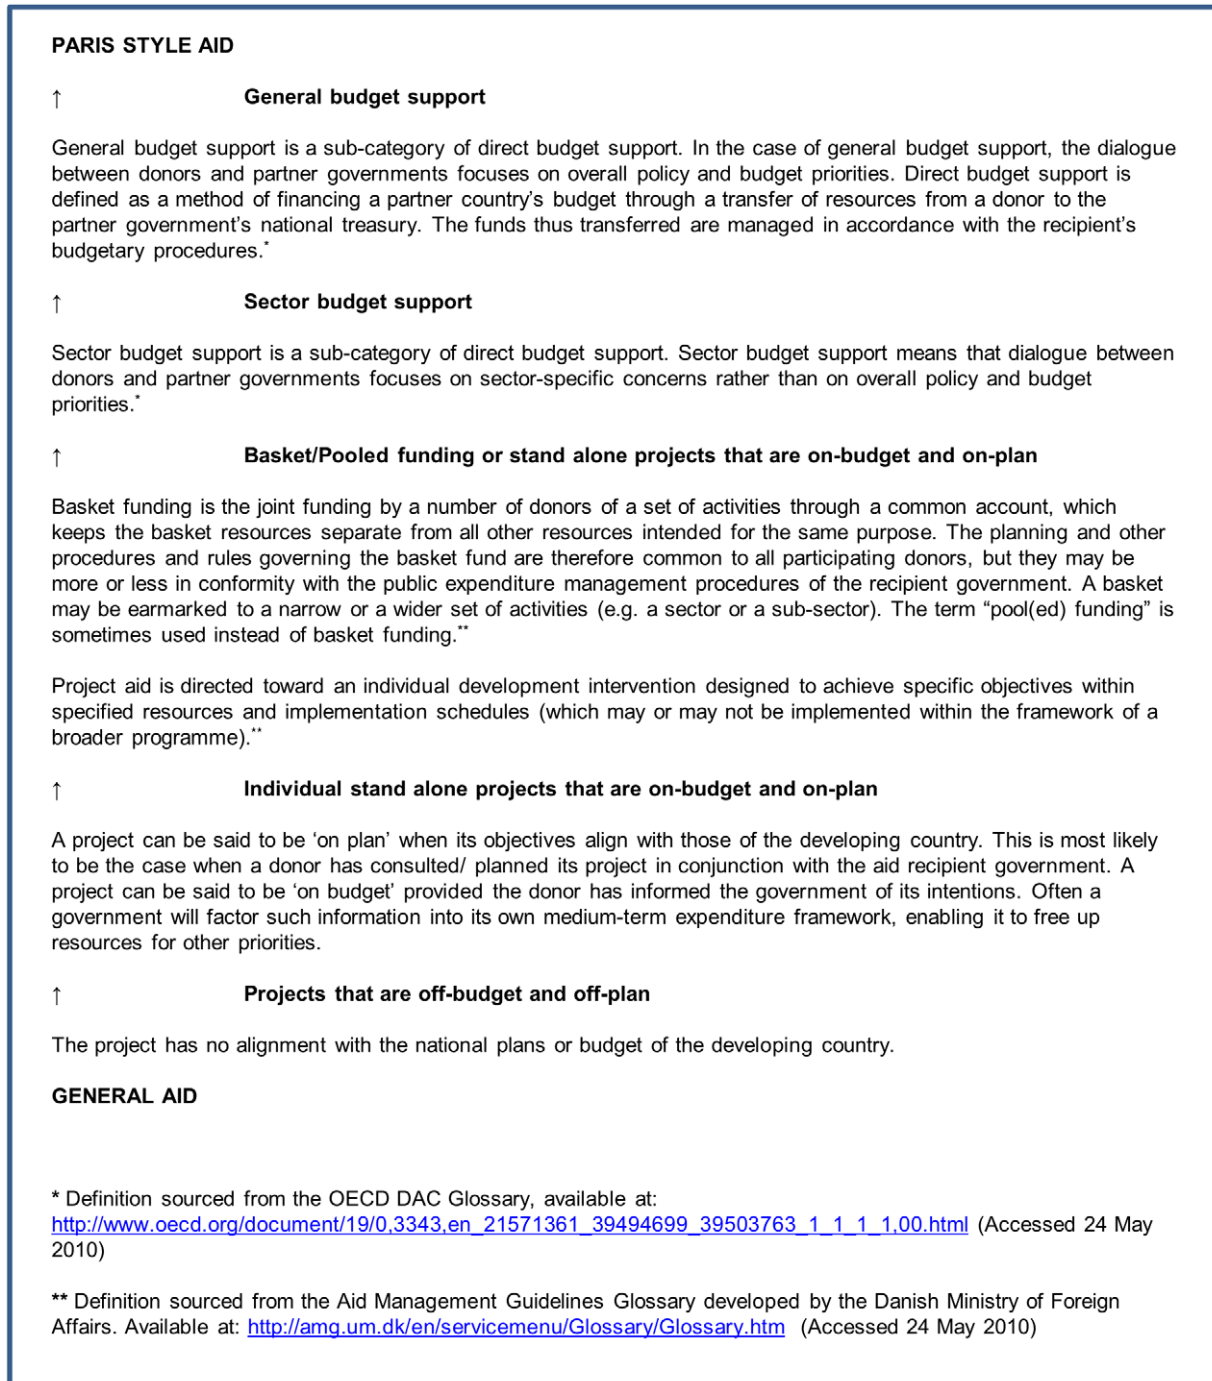 PARIS STYLE AID
↑ General budget support
General budget support is a sub-category of direct budget support. In the case of general budget support, the dialogue
between donors and partner governments focuses on overall policy and budget priorities. Direct budget support is
defined as a method of financing a partner country’s budget through a transfer of resources from a donor to the
partner government’s national treasury. The funds thus transferred are managed in accordance with the recipient’s
budgetary procedures.*
↑ Sector budget support
Sector budget support is a sub-category of direct budget support. Sector budget support means that dialogue between
donors and partner governments focuses on sector-specific concerns rather than on overall policy and budget
priorities.*
↑ Basket/Pooled funding or stand alone projects that are on-budget and on-plan
Basket funding is the joint funding by a number of donors of a set of activities through a common account, which
keeps the basket resources separate from all other resources intended for the same purpose. The planning and other
procedures and rules governing the basket fund are therefore common to all participating donors, but they may be
more or less in conformity with the public expenditure management procedures of the recipient government. A basket
may be earmarked to a narrow or a wider set of activities (e.g. a sector or a sub-sector). The term “pool(ed) funding” is
sometimes used instead of basket funding.**
Project aid is directed toward an individual development intervention designed to achieve specific objectives within
specified resources and implementation schedules (which may or may not be implemented within the framework of a
broader programme).**
↑ Individual stand alone projects that are on-budget and on-plan
A project can be said to be ‘on plan’ when its objectives align with those of the developing country. This is most likely
to be the case when a donor has consulted/ planned its project in conjunction with the aid recipient government. A
project can be said to be ‘on budget’ provided the donor has informed the government of its intentions. Often a
government will factor such information into its own medium-term expenditure framework, enabling it to free up
resources for other priorities.
↑ Projects that are off-budget and off-plan
The project has no alignment with the national plans or budget of the developing country.
GENERAL AID
* Definition sourced from the OECD DAC Glossary, available at:
http://www.oecd.org/document/19/0,3343,en_21571361_39494699_39503763_1_1_1_1,00.html (Accessed 24 May
2010)
** Definition sourced from the Aid Management Guidelines Glossary developed by the Danish Ministry of Foreign
Affairs. Available at: http://amg.um.dk/en/servicemenu/Glossary/Glossary.htm (Accessed 24 May 2010)